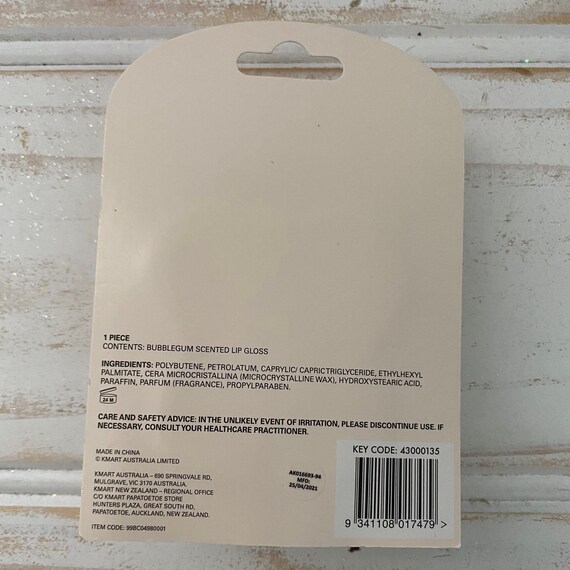 1 PIECE
CONTENTS: BUBBLEGUM SCENTED LIP GLOSS
INGREDIENTS: POLYBUTENE, PETROLATUM, CAPRYLIC/ CAPRICTRIGLYCERIDE, ETHYLHEXYL
PALMITATE, CERA MICROCRISTALLINA (MICROCRYSTALLINE WAX), HYDROXYSTEARIC ACID,
PARAFFIN, PARFUM (FRAGRANCE), PROPYLPARABEN.
24 M
CARE AND SAFETY ADVICE: IN THE UNLIKELY EVENT OF IRRITATION, PLEASE DISCONTINUE USE. IF
NECESSARY, CONSULT YOUR HEALTHCARE PRACTITIONER.
MADE IN CHINA
© KMART AUSTRALIA LIMITED
KMART AUSTRALIA – 690 SPRINGVALE RD,
MULGRAVE, VIC 3170 AUSTRALIA
KMART NEW ZEALAND – REGIONAL OFFICE
C/O KMART PAPATOETOE STORE
HUNTERS PLAZA, GREAT SOUTH RD,
PAPATOETOE, AUCKLAND, NEW ZEALAND.
ITEM CODE: 99BC04980001
AK016693-94
MFD:
25/04/2021
KEY CODE: 43000135
9 341108 017479 >